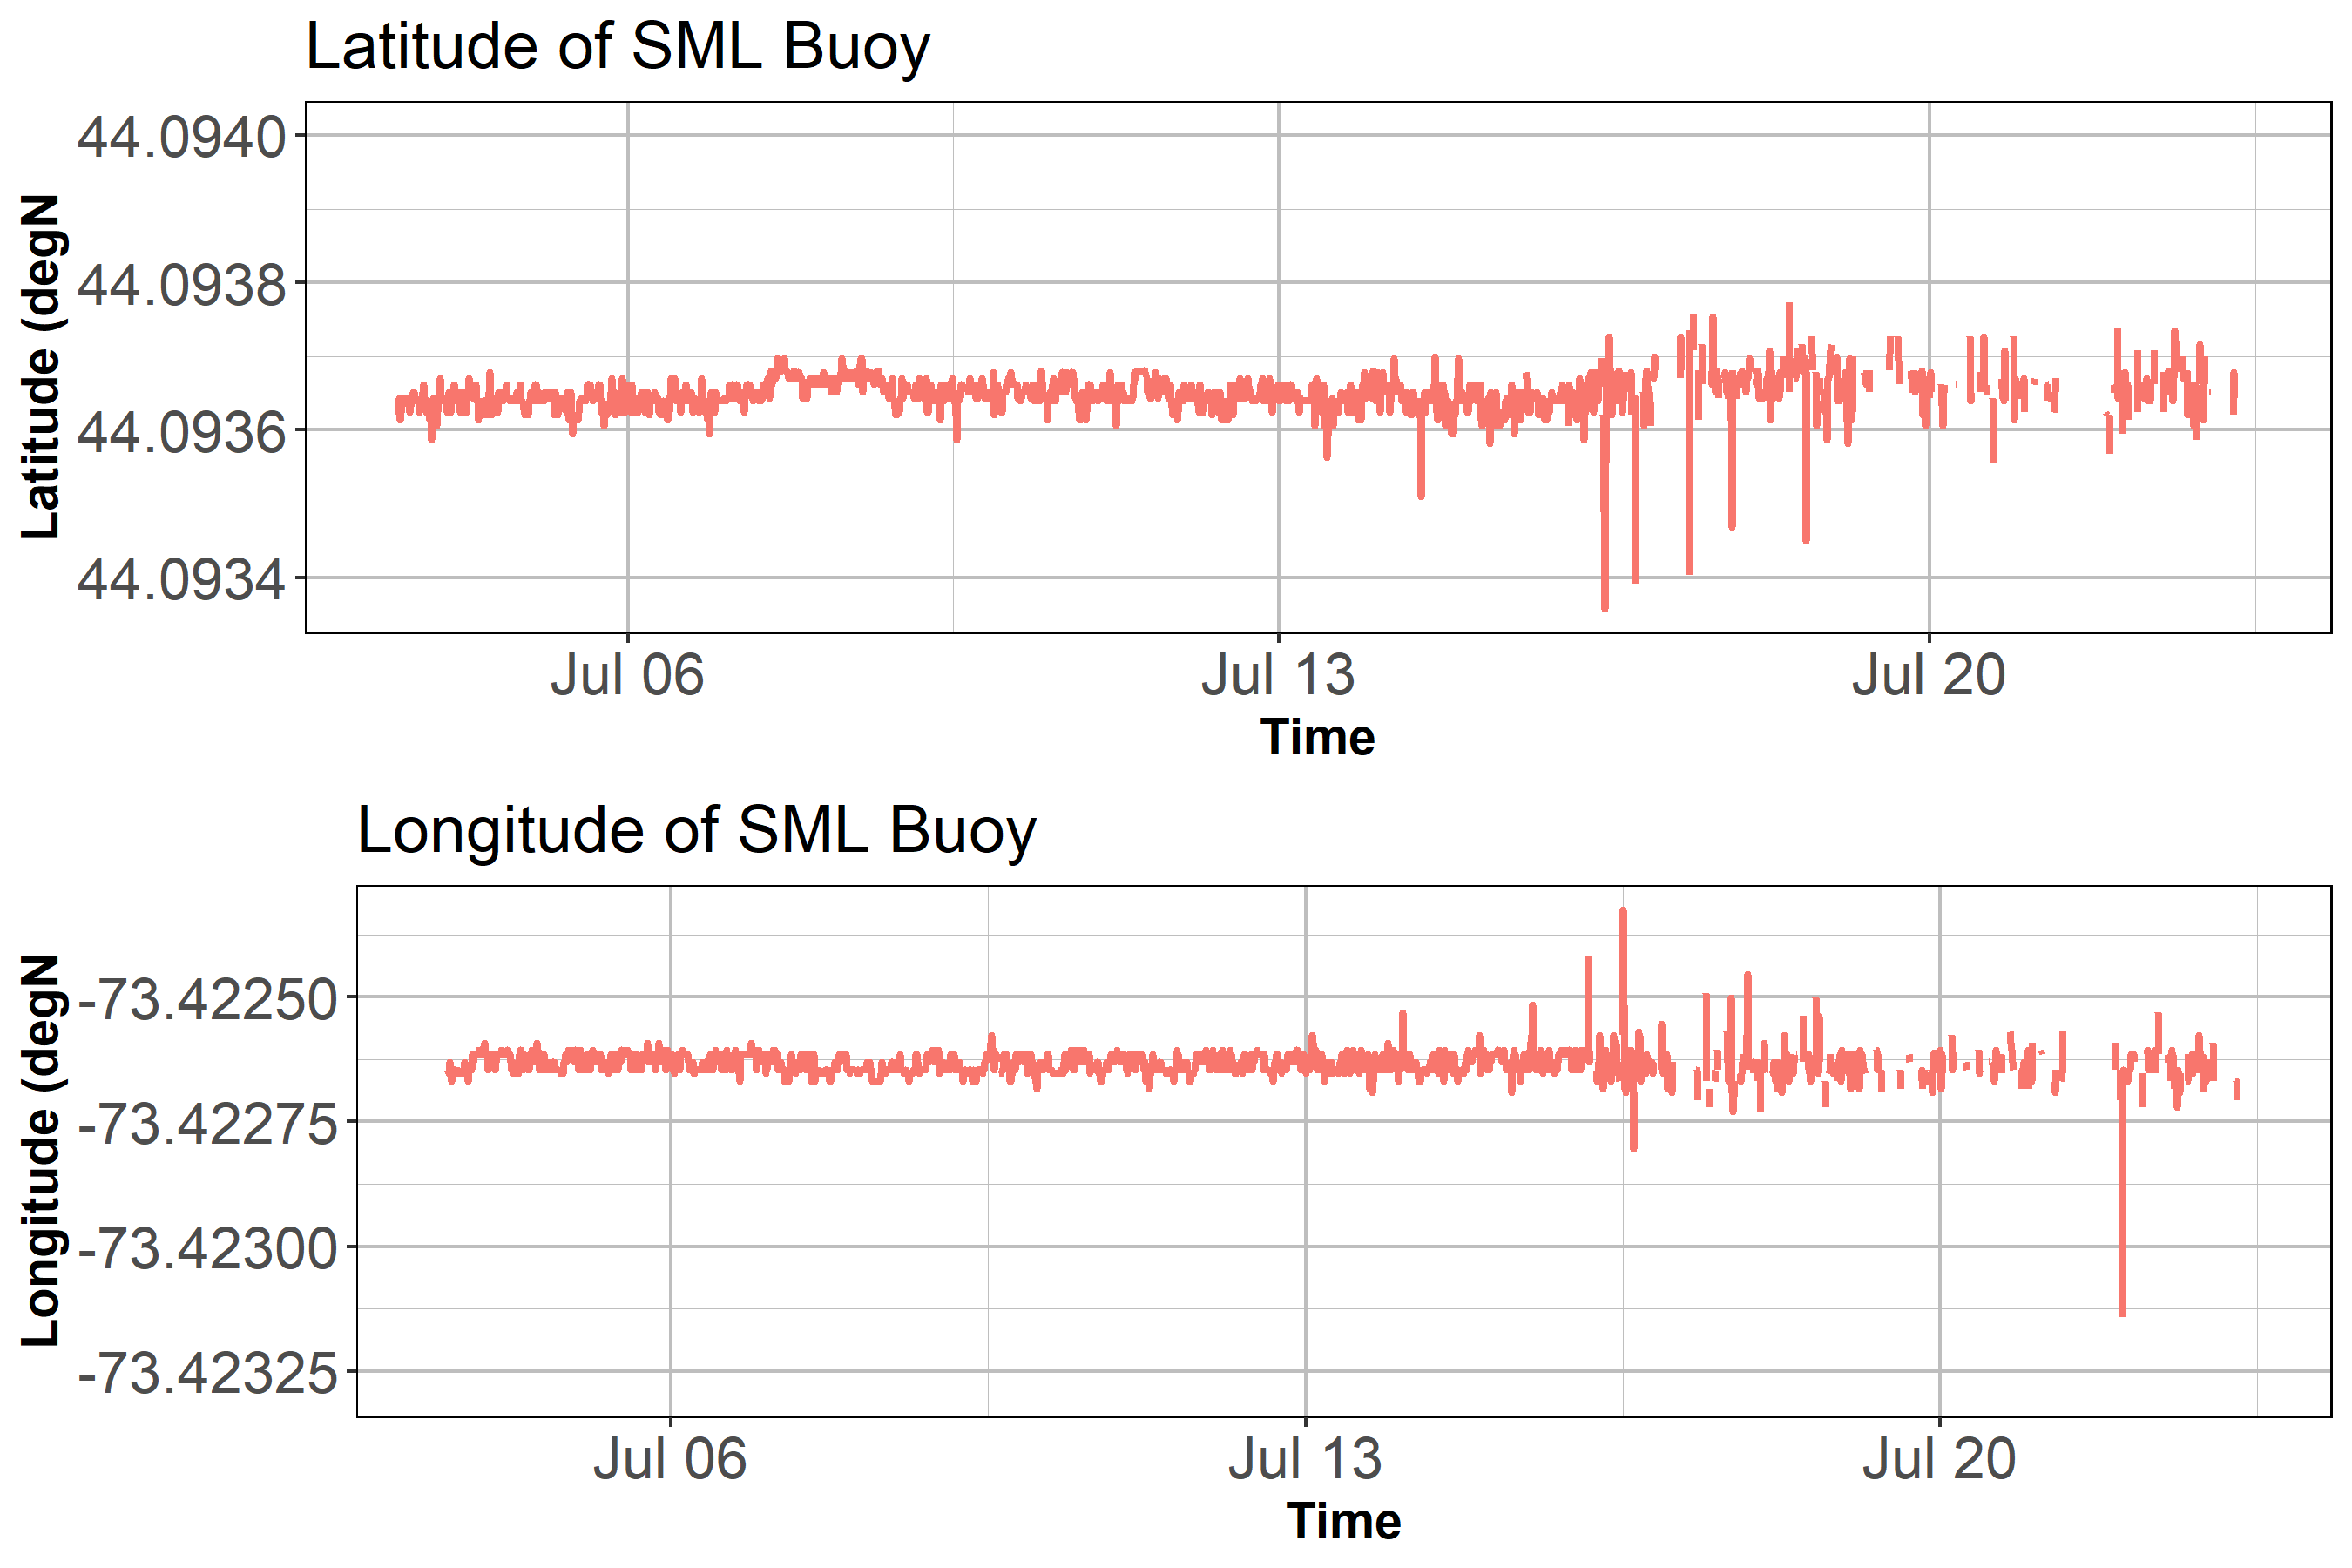 Latitude of SML Buoy
44.0940
44.0938
44.0936
44.0934
Latitude (degN
Jul 06 Jul 13 Jul 20
Time
Longitude of SML Buoy
-73.42250
-73.42275
-73.42300
-73.42325
Longitude (degN
Jul 06 Jul 13 Jul 20
Time